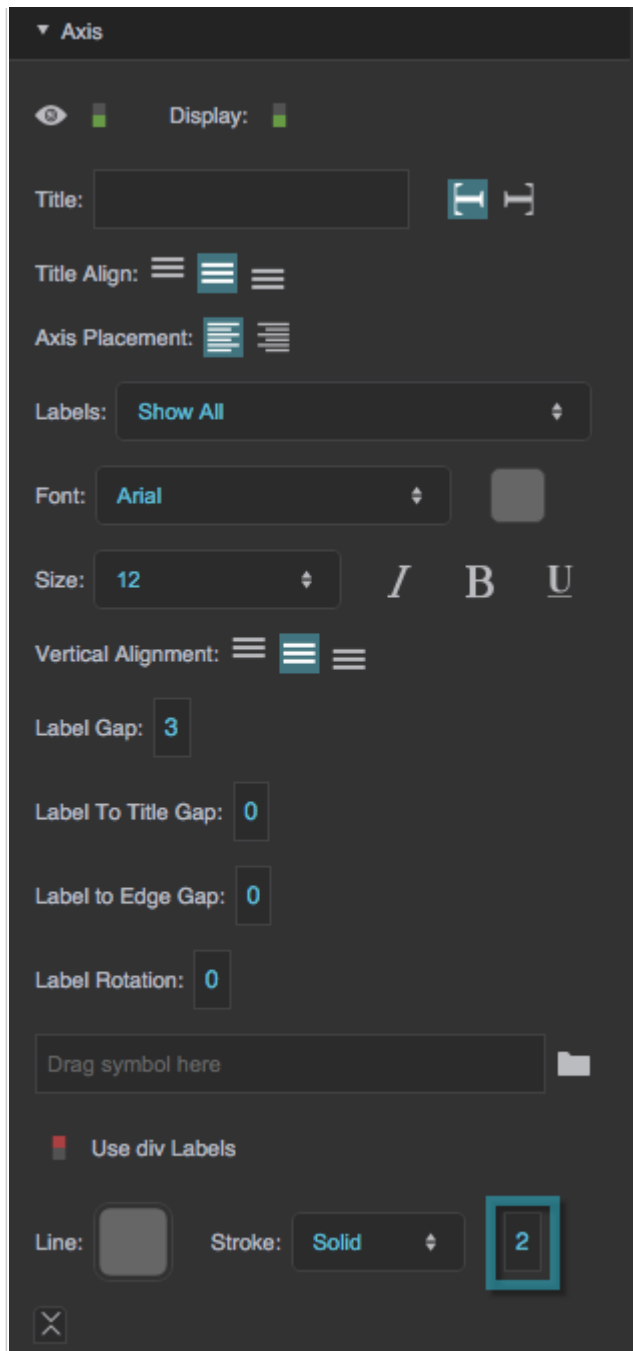 Axis
Display:
Title:
Title Align:
Axis Placement:
Labels: Show All
Font: Arial
Size: 12 I B U
Vertical Alignment:
Label Gap: 3
Label To Title Gap: 0
Label to Edge Gap: 0
Label Rotation: 0
Drag symbol here
Use div Labels
Line: Stroke: Solid 2